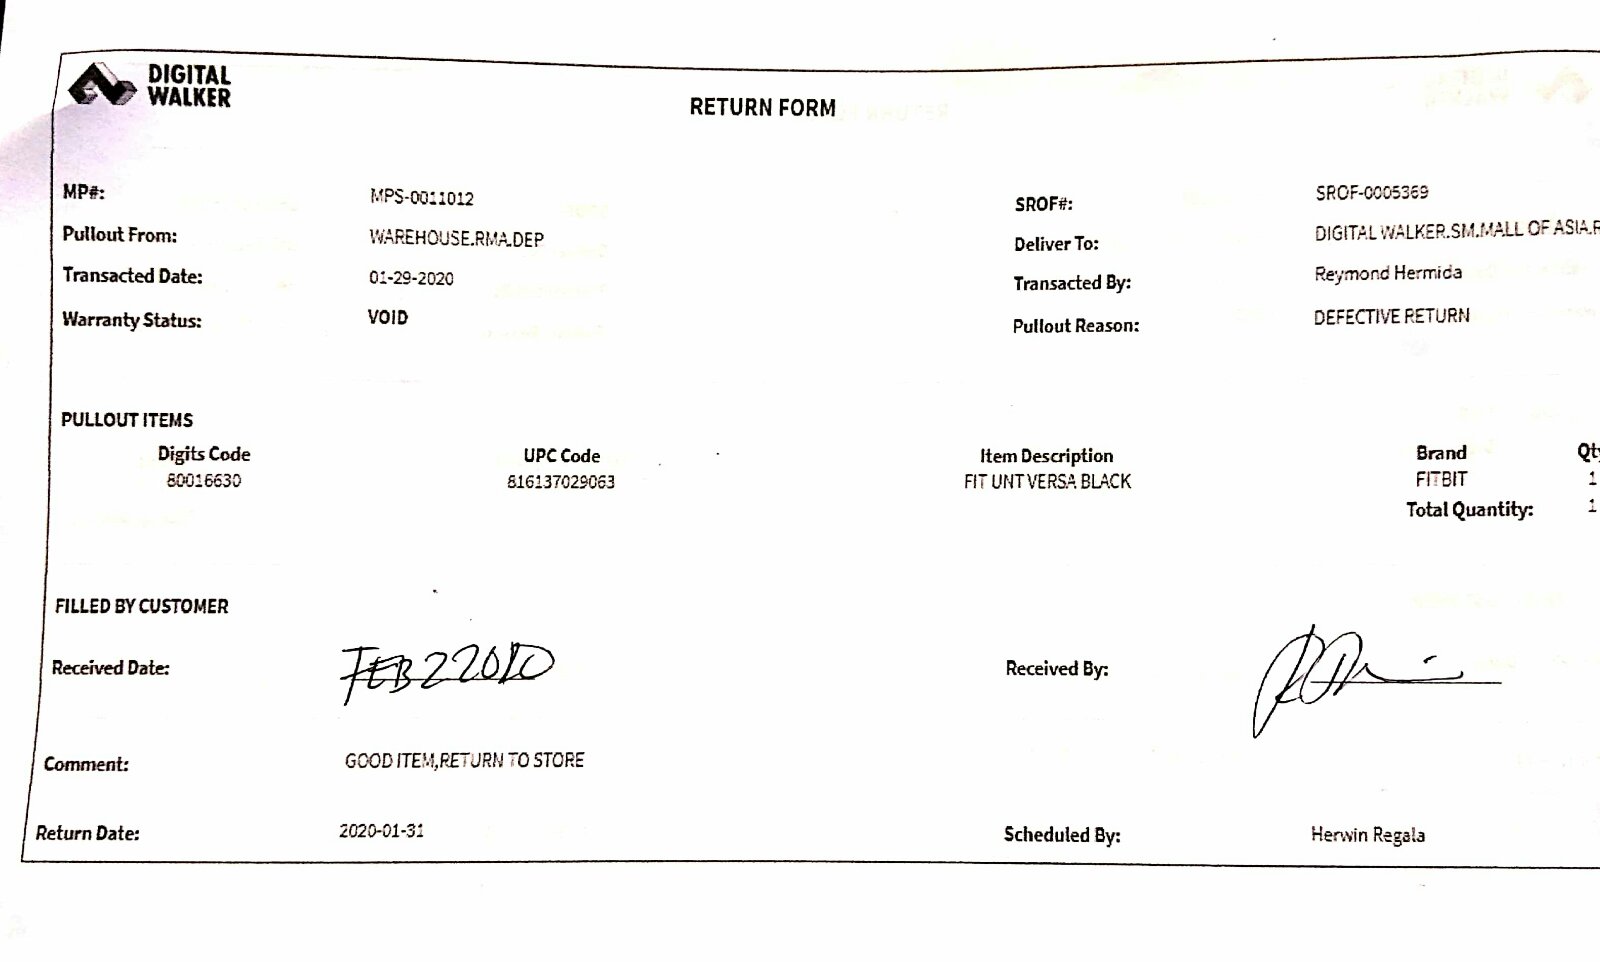 DIGITAL
WALKER
RETURN FORM
MP#: MPS-0011012 SROF#: SROF-0005369
Pullout From: WAREHOUSE.RMA.DEP Deliver To: DIGITAL WALKER.SM.MALL OF ASIA.R
Transacted Date: 01-29-2020 Transacted By: Reymond Hermida
Warranty Status: VOID Pullout Reason: DEFECTIVE RETURN
PULLOUT ITEMS
Digits Code UPC Code Item Description Brand Qty
80016630 816137029063 FIT UNT VERSA BLACK FITBIT 1
Total Quantity: 1
FILLED BY CUSTOMER
Received Date: FEB 2 2020 Received By:
Comment: GOOD ITEM,RETURN TO STORE
Return Date: 2020-01-31 Scheduled By: Herwin Regala